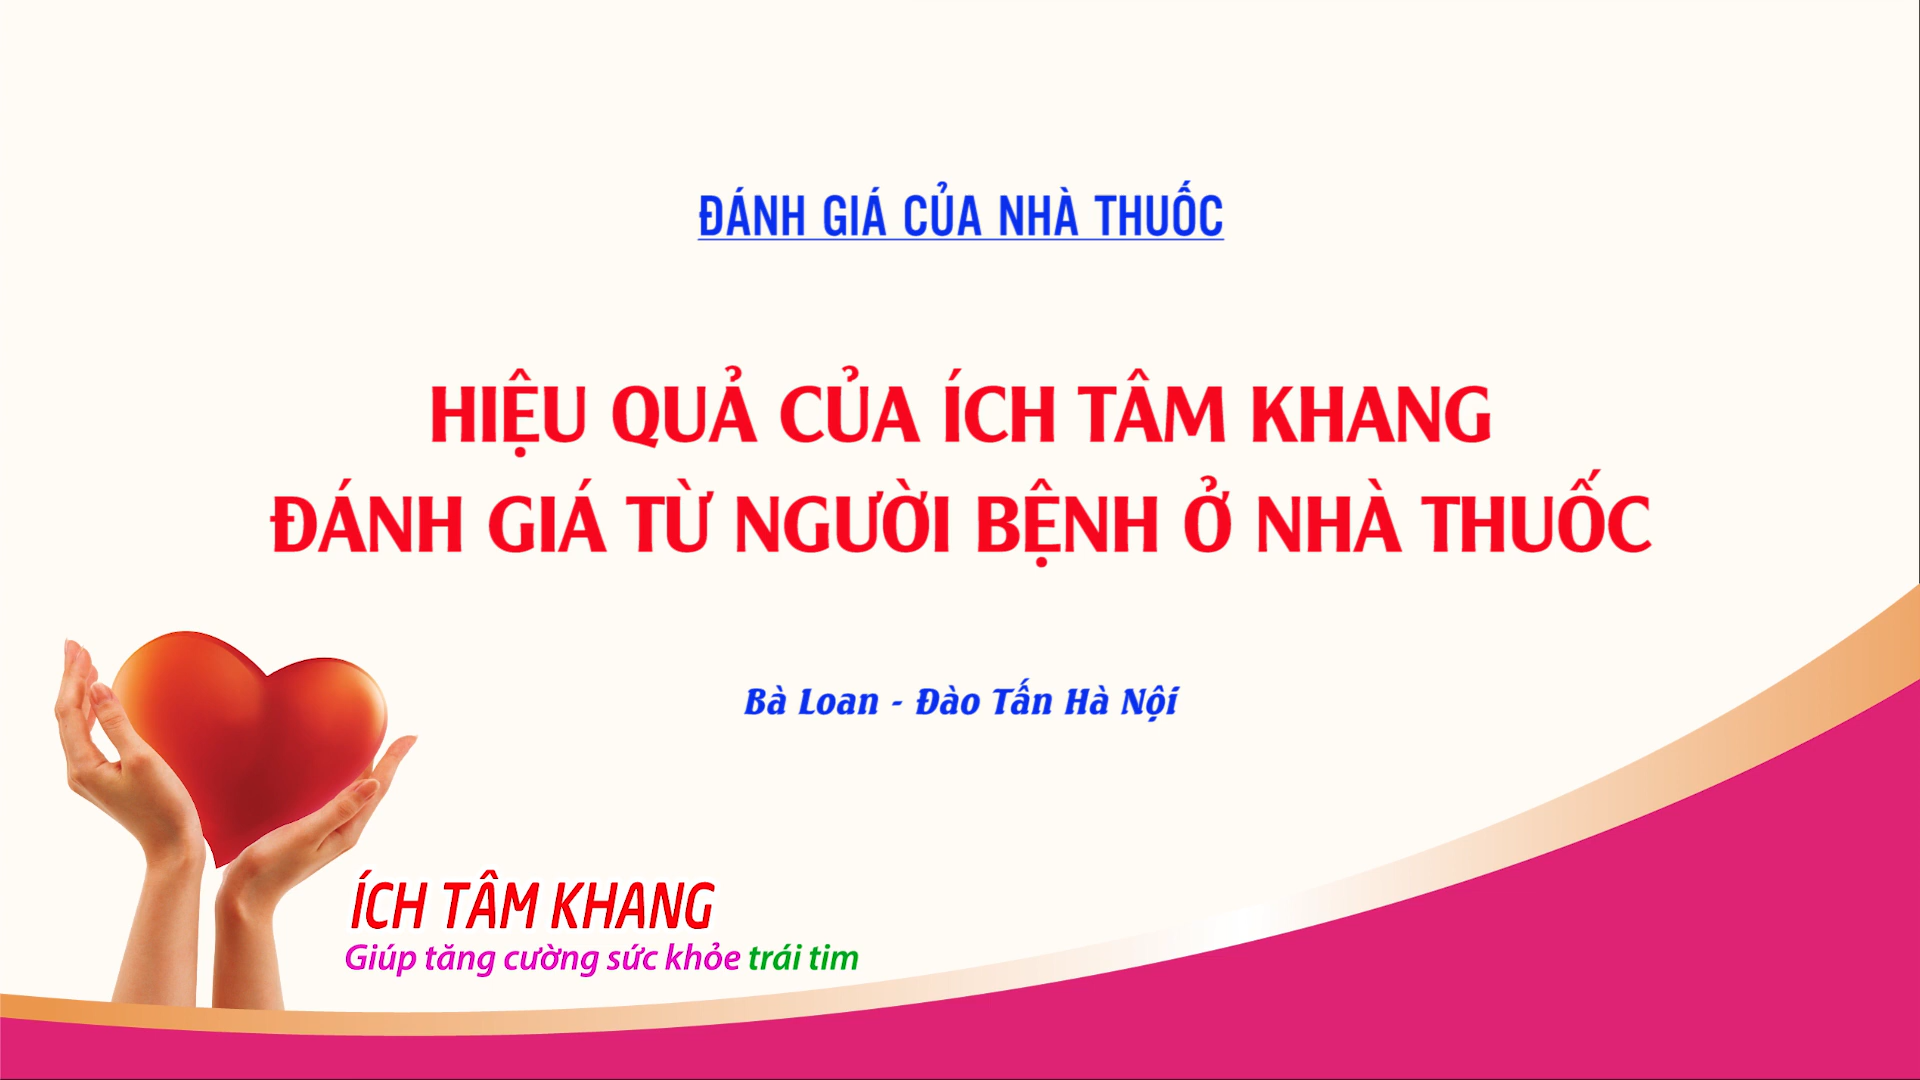 ĐÁNH GIÁ CỦA NHÀ THUỐC
HIỆU QUẢ CỦA ÍCH TÂM KHANG
ĐÁNH GIÁ TỪ NGƯỜI BỆNH Ở NHÀ THUỐC
Bà Loan - Đào Tấn Hà Nội
ÍCH TÂM KHANG
Giúp tăng cường sức khỏe trái tim